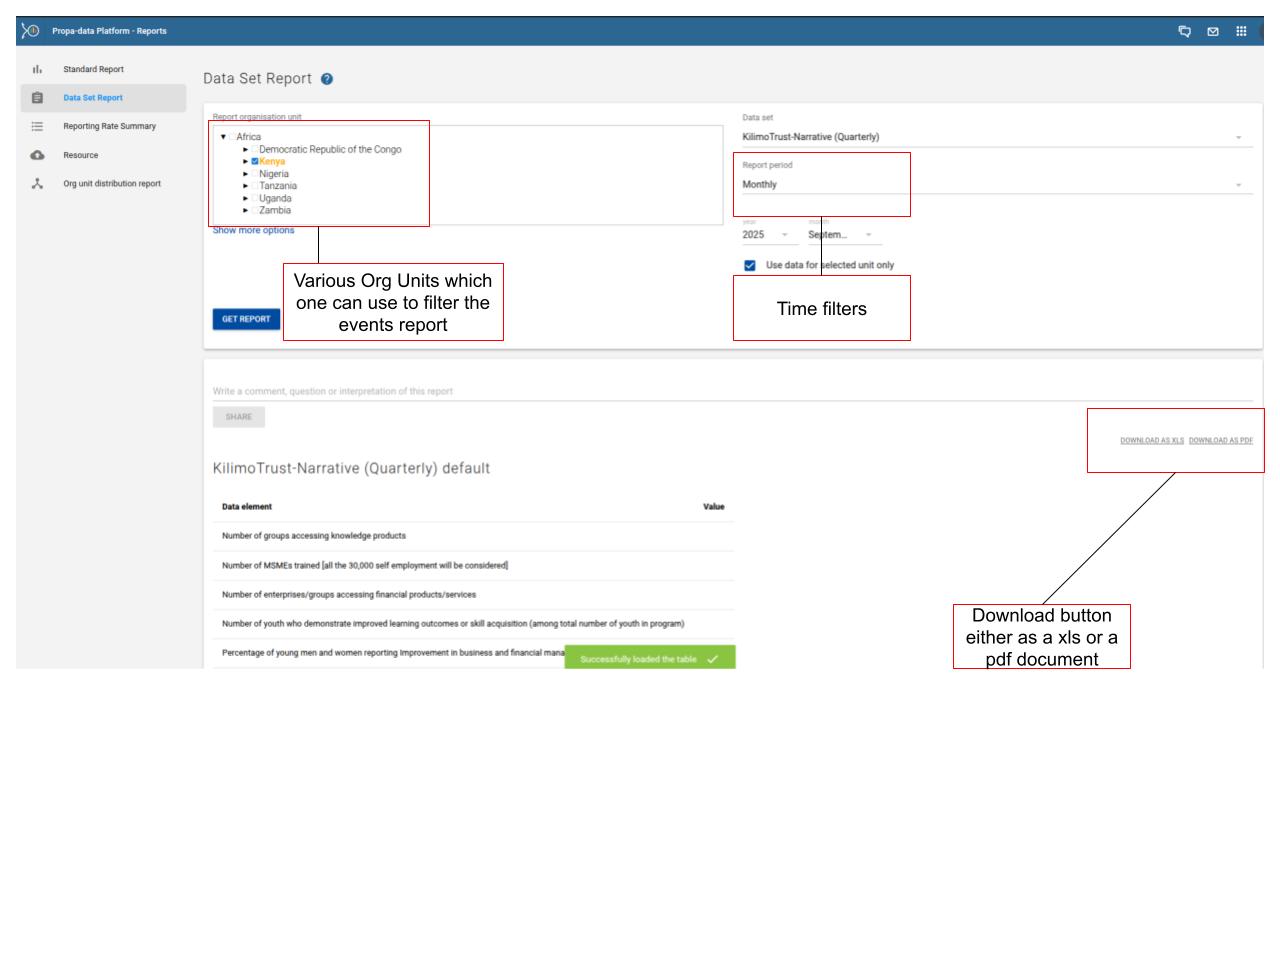 Propa-data Platform - Reports
Standard Report
Data Set Report
Reporting Rate Summary
Resource
Org unit distribution report
Data Set Report
Report organisation unit
Africa
Democratic Republic of the Congo
Kenya
Nigeria
Tanzania
Uganda
Zambia
Show more options
Various Org Units which
one can use to filter the
events report
GET REPORT
Data set
KilimoTrust-Narrative (Quarterly)
Report period
Monthly
year
month
2025
Septem...
Use data for selected unit only
Time filters
Write a comment, question or interpretation of this report
SHARE
DOWNLOAD AS XLS DOWNLOAD AS PDF
KilimoTrust-Narrative (Quarterly) default
Data element
Value
Number of groups accessing knowledge products
Number of MSMEs trained [all the 30,000 self employment will be considered]
Number of enterprises/groups accessing financial products/services
Number of youth who demonstrate improved learning outcomes or skill acquisition (among total number of youth in program)
Percentage of young men and women reporting Improvement in business and financial mana
Successfully loaded the table
Download button
either as a xls or a
pdf document